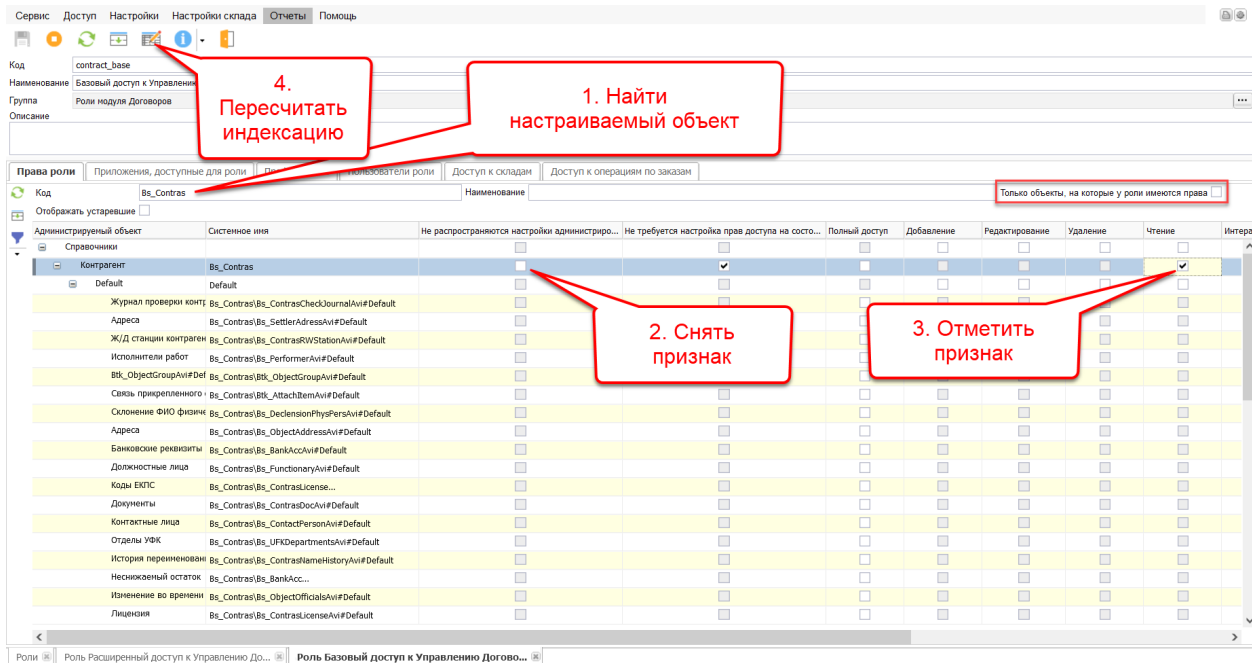 Сервис Доступ Настройки Настройки склада Отчеты Помощь
Код contract_base
Наименование Базовый доступ к Управлению
Группа Роли модуля Договоров
Описание
4.
Пересчитать
индексацию
1. Найти
настраиваемый объект
Права роли Приложения, доступные для роли Пользователи роли Доступ к складам Доступ к операциям по заказам
Код Bs_Contras Наименование Только объекты, на которые у роли имеются права
Отображать устаревшие
Администрируемый объект Системное имя Не распространяются настройки администриро... Не требуется настройка прав доступа на состо... Полный доступ Добавление Редактирование Удаление Чтение Интера
Справочники
Контрагент Bs_Contras
Default Default
Журнал проверки контр Bs_Contras\Bs_ContrasCheckJournalAvi#Default
Адреса Bs_Contras\Bs_SettlerAdressAvi#Default
Ж/Д станции контраген Bs_Contras\Bs_ContrasRWStationAvi#Default
Исполнители работ Bs_Contras\Bs_PerformerAvi#Default
Btk_ObjectGroupAvi#Def Bs_Contras\Btk_ObjectGroupAvi#Default
Связь прикрепленного Bs_Contras\Btk_AttachItemAvi#Default
Склонение ФИО физиче Bs_Contras\Bs_DeclensionPhysPersAvi#Default
Адреса Bs_Contras\Bs_ObjectAddressAvi#Default
Банковские реквизиты Bs_Contras\Bs_BankAccAvi#Default
Должностные лица Bs_Contras\Bs_FunctionaryAvi#Default
Коды ЕКПС Bs_Contras\Bs_ContrasLicense...
Документы Bs_Contras\Bs_ContrasDocAvi#Default
Контактные лица Bs_Contras\Bs_ContactPersonAvi#Default
Отделы УФК Bs_Contras\Bs_UFKDepartmentsAvi#Default
История переименован Bs_Contras\Bs_ContrasNameHistoryAvi#Default
Неснижаемый остаток Bs_Contras\Bs_BankAcc...
Изменение во времени Bs_Contras\Bs_ObjectOfficialsAvi#Default
Лицензия Bs_Contras\Bs_ContrasLicenseAvi#Default
2. Снять
признак
3. Отметить
признак
Роли Роль Расширенный доступ к Управлению До... Роль Базовый доступ к Управлению Догово...